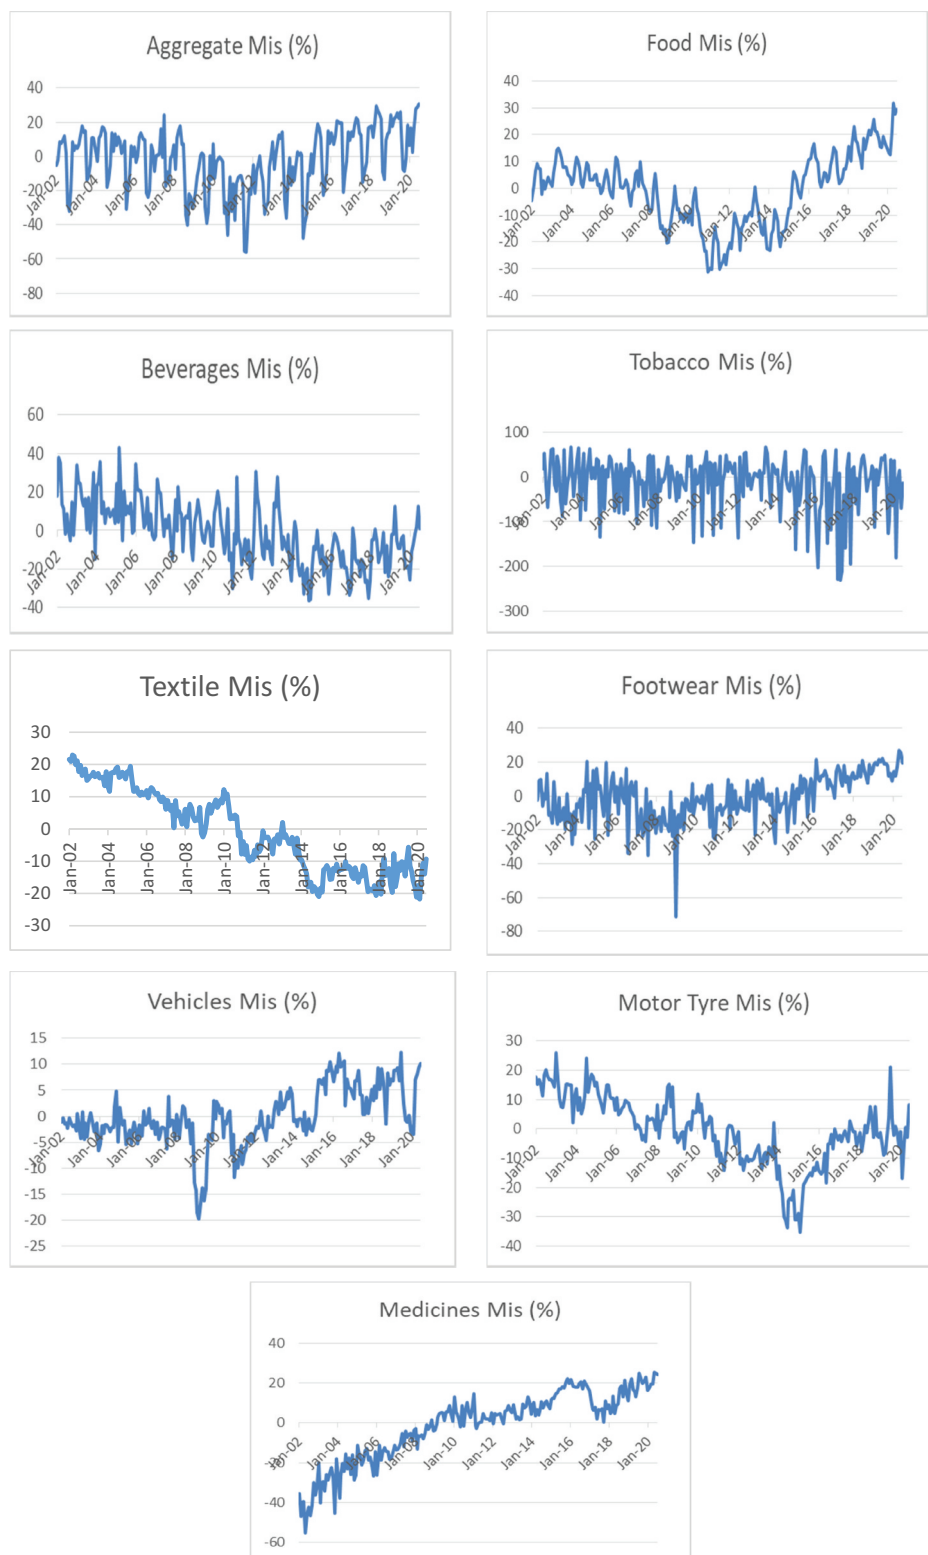 Aggregate Mis (%)
40
20
0
-20
-40
-60
-80
Jan-02
Jan-04
Jan-06
Jan-08
Jan-10
Jan-12
Jan-14
Jan-16
Jan-18
Jan-20
Food Mis (%)
40
30
20
10
0
-10
-20
-30
-40
Jan-02
Jan-04
Jan-06
Jan-08
Jan-10
Jan-12
Jan-14
Jan-16
Jan-18
Jan-20
Beverages Mis (%)
60
40
20
0
-20
-40
Jan-02
Jan-04
Jan-06
Jan-08
Jan-10
Jan-12
Jan-14
Jan-16
Jan-18
Jan-20
Tobacco Mis (%)
100
0
-100
-200
-300
Jan-02
Jan-04
Jan-06
Jan-08
Jan-10
Jan-12
Jan-14
Jan-16
Jan-18
Jan-20
Textile Mis (%)
30
20
10
0
-10
-20
-30
Jan-02
Jan-04
Jan-06
Jan-08
Jan-10
Jan-12
Jan-14
Jan-16
Jan-18
Jan-20
Footwear Mis (%)
40
20
0
-20
-40
-60
-80
Jan-02
Jan-04
Jan-06
Jan-08
Jan-10
Jan-12
Jan-14
Jan-16
Jan-18
Jan-20
Vehicles Mis (%)
15
10
5
0
-5
-10
-15
-20
-25
Jan-02
Jan-04
Jan-06
Jan-08
Jan-10
Jan-12
Jan-14
Jan-16
Jan-18
Jan-20
Motor Tyre Mis (%)
30
20
10
0
-10
-20
-30
-40
Jan-02
Jan-04
Jan-06
Jan-08
Jan-10
Jan-12
Jan-14
Jan-16
Jan-18
Jan-20
Medicines Mis (%)
40
20
0
-20
-40
-60
Jan-02
Jan-04
Jan-06
Jan-08
Jan-10
Jan-12
Jan-14
Jan-16
Jan-18
Jan-20